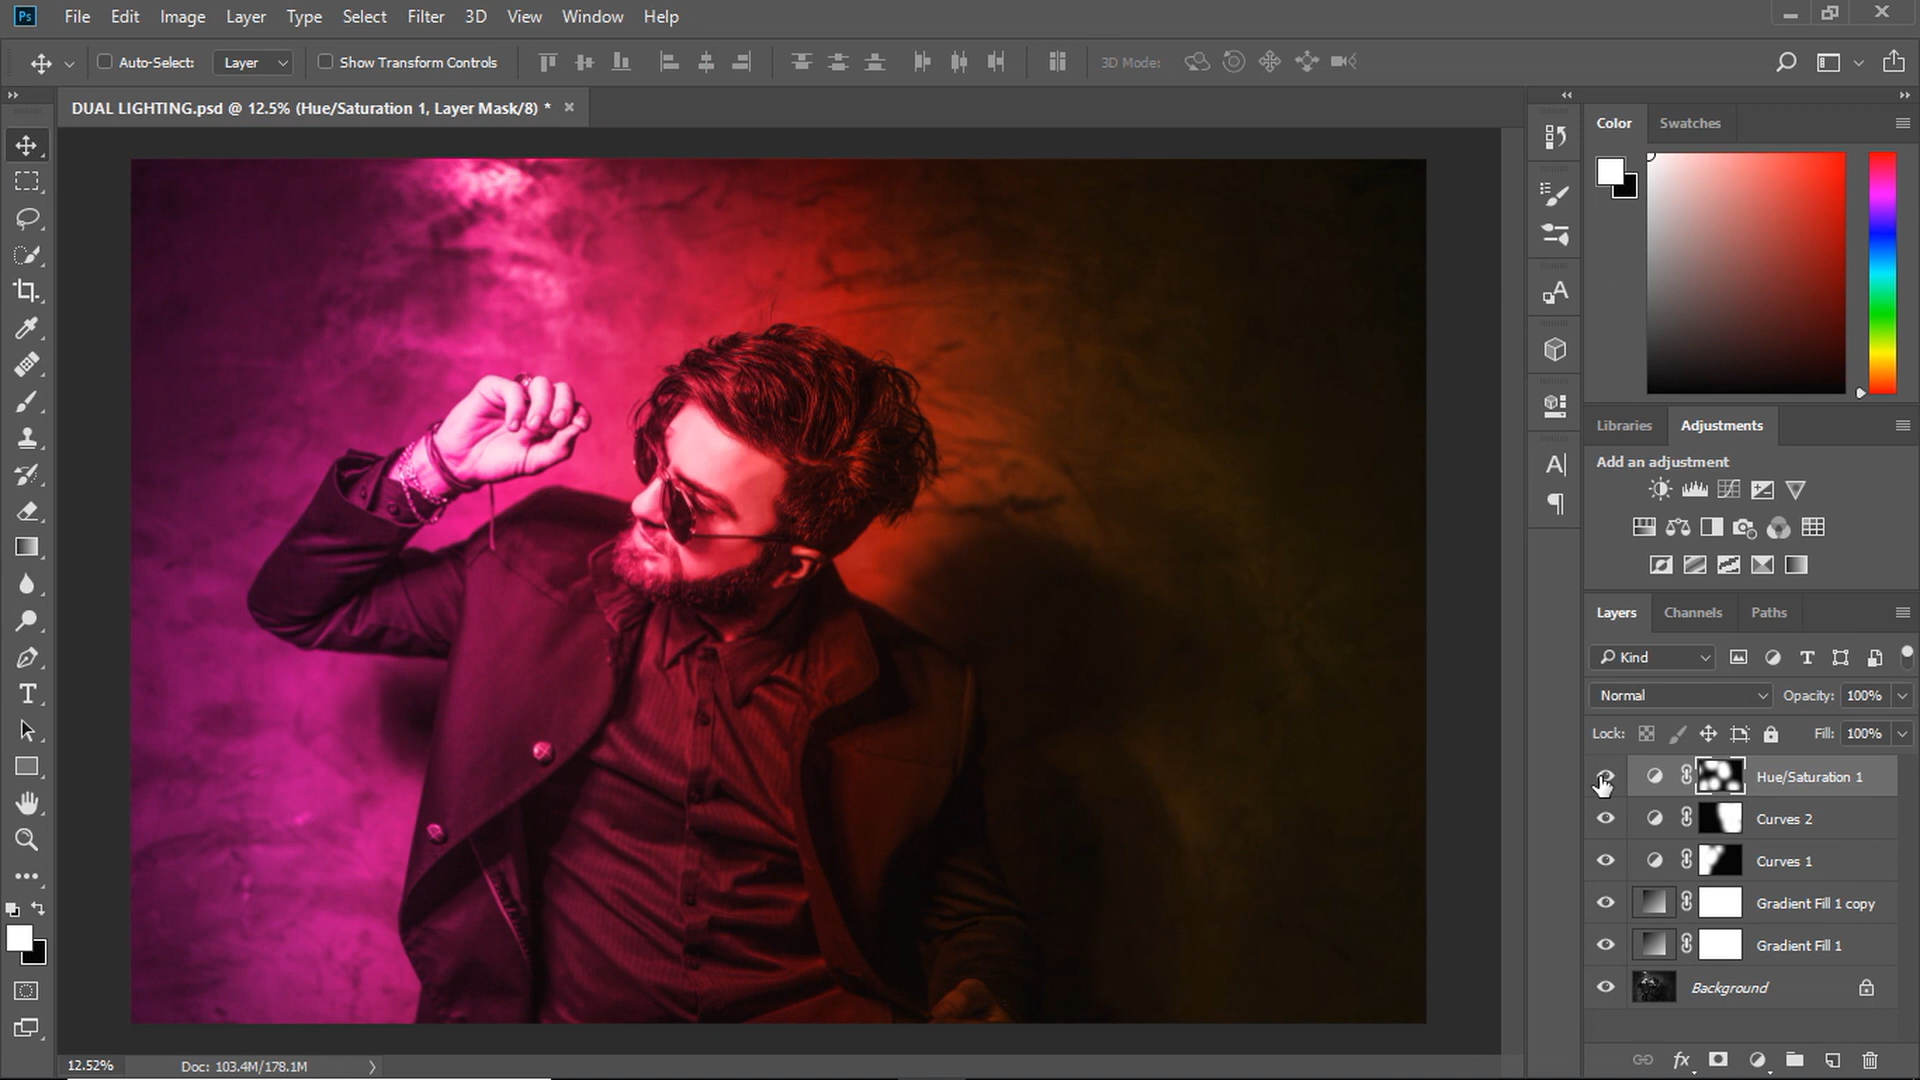 Ps File Edit Image Layer Type Select Filter 3D View Window Help
Auto-Select: Layer Show Transform Controls 3D Mode:
DUAL LIGHTING.psd @ 12.5% (Hue/Saturation 1, Layer Mask/8) *
Color Swatches
Libraries Adjustments
Add an adjustment
Layers Channels Paths
Kind
Normal Opacity: 100%
Lock: Fill: 100%
Hue/Saturation 1
Curves 2
Curves 1
Gradient Fill 1 copy
Gradient Fill 1
Background
fx
12.52% Doc: 103.4M/178.1M